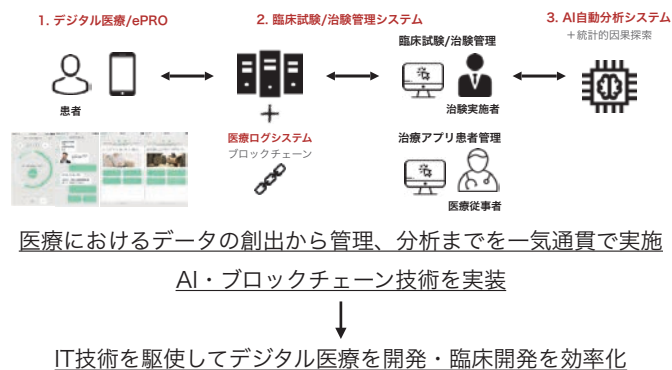 1. デジタル医療/ePRO
2. 臨床試験/治験管理システム
3. AI自動分析システム
＋統計的因果探索
臨床試験/治験管理
患者
治験実施者
医療ログシステム
ブロックチェーン
治療アプリ患者管理
医療従事者
医療におけるデータの創出から管理、分析までを一気通貫で実施
AI・ブロックチェーン技術を実装
IT技術を駆使してデジタル医療を開発・臨床開発を効率化